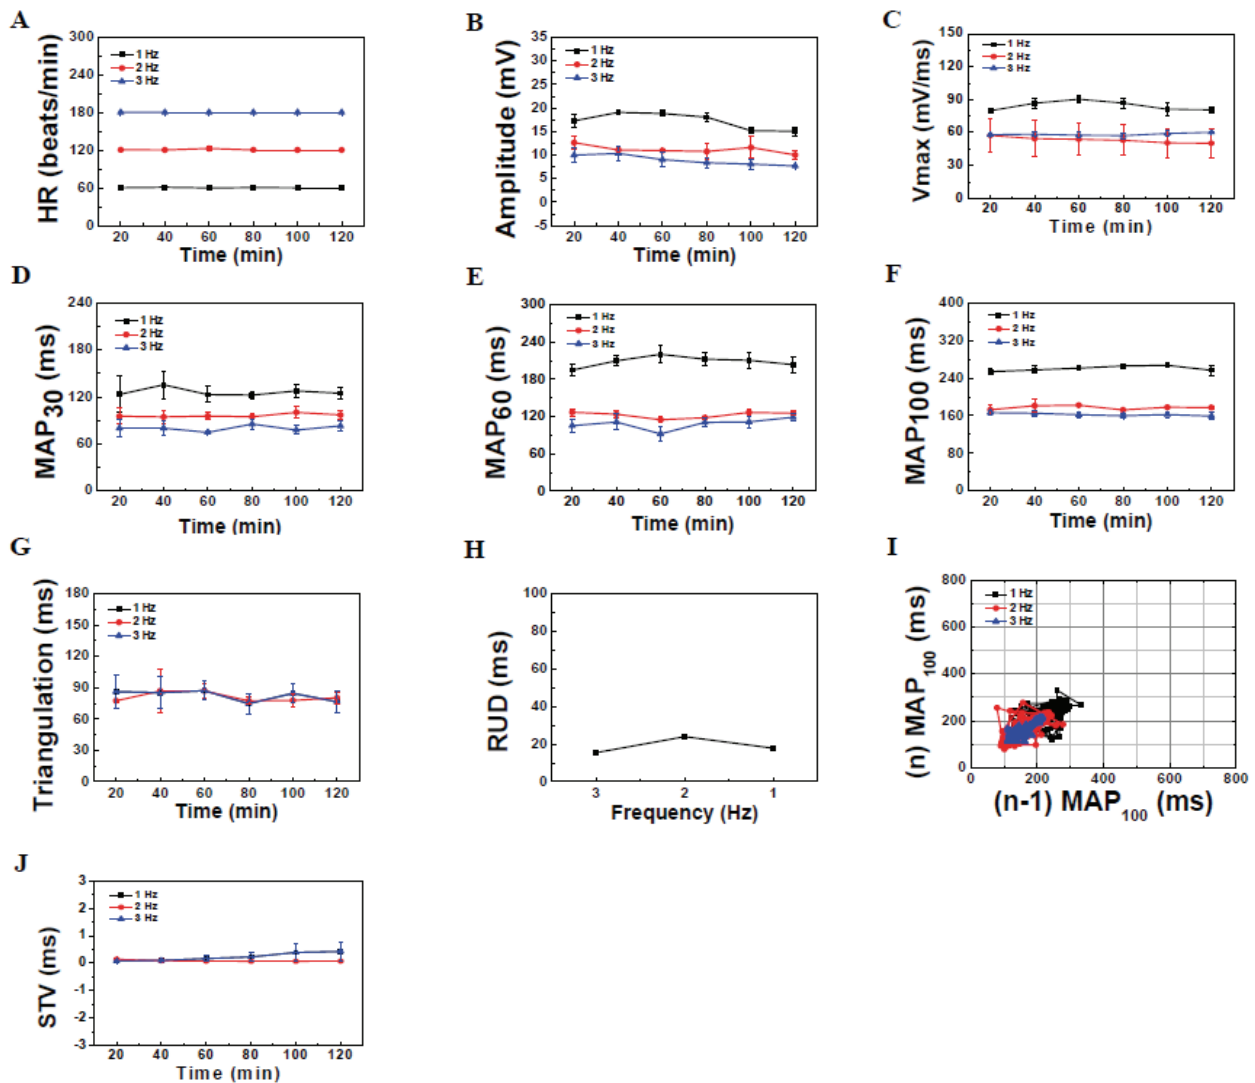 A
HR (beats/min)
300
240
180
120
60
0
1 Hz
2 Hz
3 Hz
20 40 60 80 100 120
Time (min)
B
Amplitude (mV)
35
30
25
20
15
10
5
0
-5
1 Hz
2 Hz
3 Hz
20 40 60 80 100 120
Time (min)
C
Vmax (mV/ms)
150
120
90
60
30
0
1 Hz
2 Hz
3 Hz
20 40 60 80 100 120
Time (min)
D
MAP30 (ms)
240
180
120
60
0
1 Hz
2 Hz
3 Hz
20 40 60 80 100 120
Time (min)
E
MAP60 (ms)
300
240
180
120
60
0
1 Hz
2 Hz
3 Hz
20 40 60 80 100 120
Time (min)
F
MAP100 (ms)
400
320
240
160
80
0
1 Hz
2 Hz
3 Hz
20 40 60 80 100 120
Time (min)
G
Triangulation (ms)
180
150
120
90
60
30
0
1 Hz
2 Hz
3 Hz
20 40 60 80 100 120
Time (min)
H
RUD (ms)
100
80
60
40
20
0
3 2 1
Frequency (Hz)
I
(n) MAP100 (ms)
800
600
400
200
0
1 Hz
2 Hz
3 Hz
0 200 400 600 800
(n-1) MAP100 (ms)
J
STV (ms)
3
2
1
0
-1
-2
-3
1 Hz
2 Hz
3 Hz
20 40 60 80 100 120
Time (min)